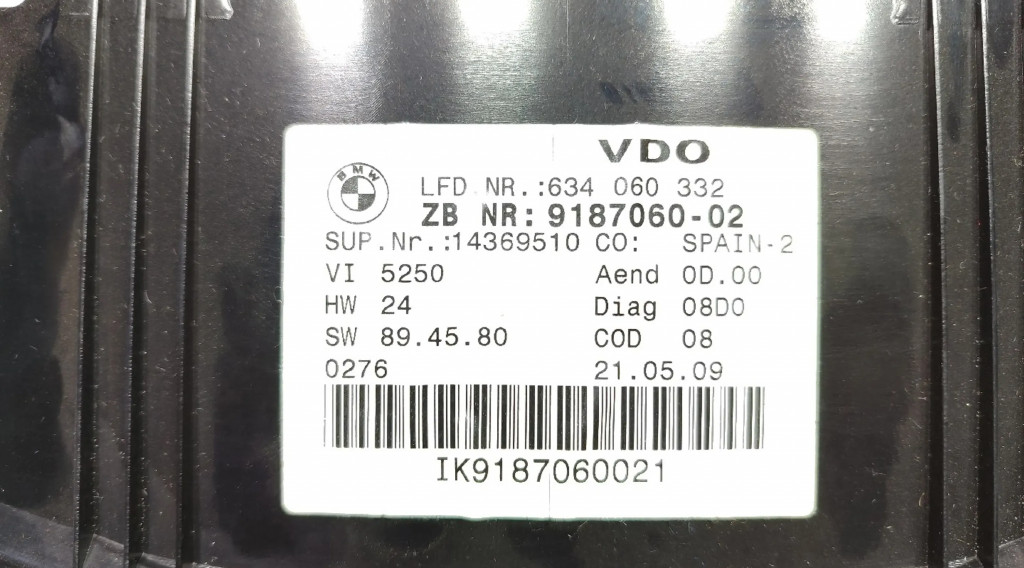 VDO
BMW
LFD NR.:634 060 332
ZB NR: 9187060-02
SUP.Nr.:14369510 CO: SPAIN-2
VI 5250 Aend 0D.00
HW 24 Diag 08D0
SW 89.45.80 COD 08
0276 21.05.09
IK9187060021